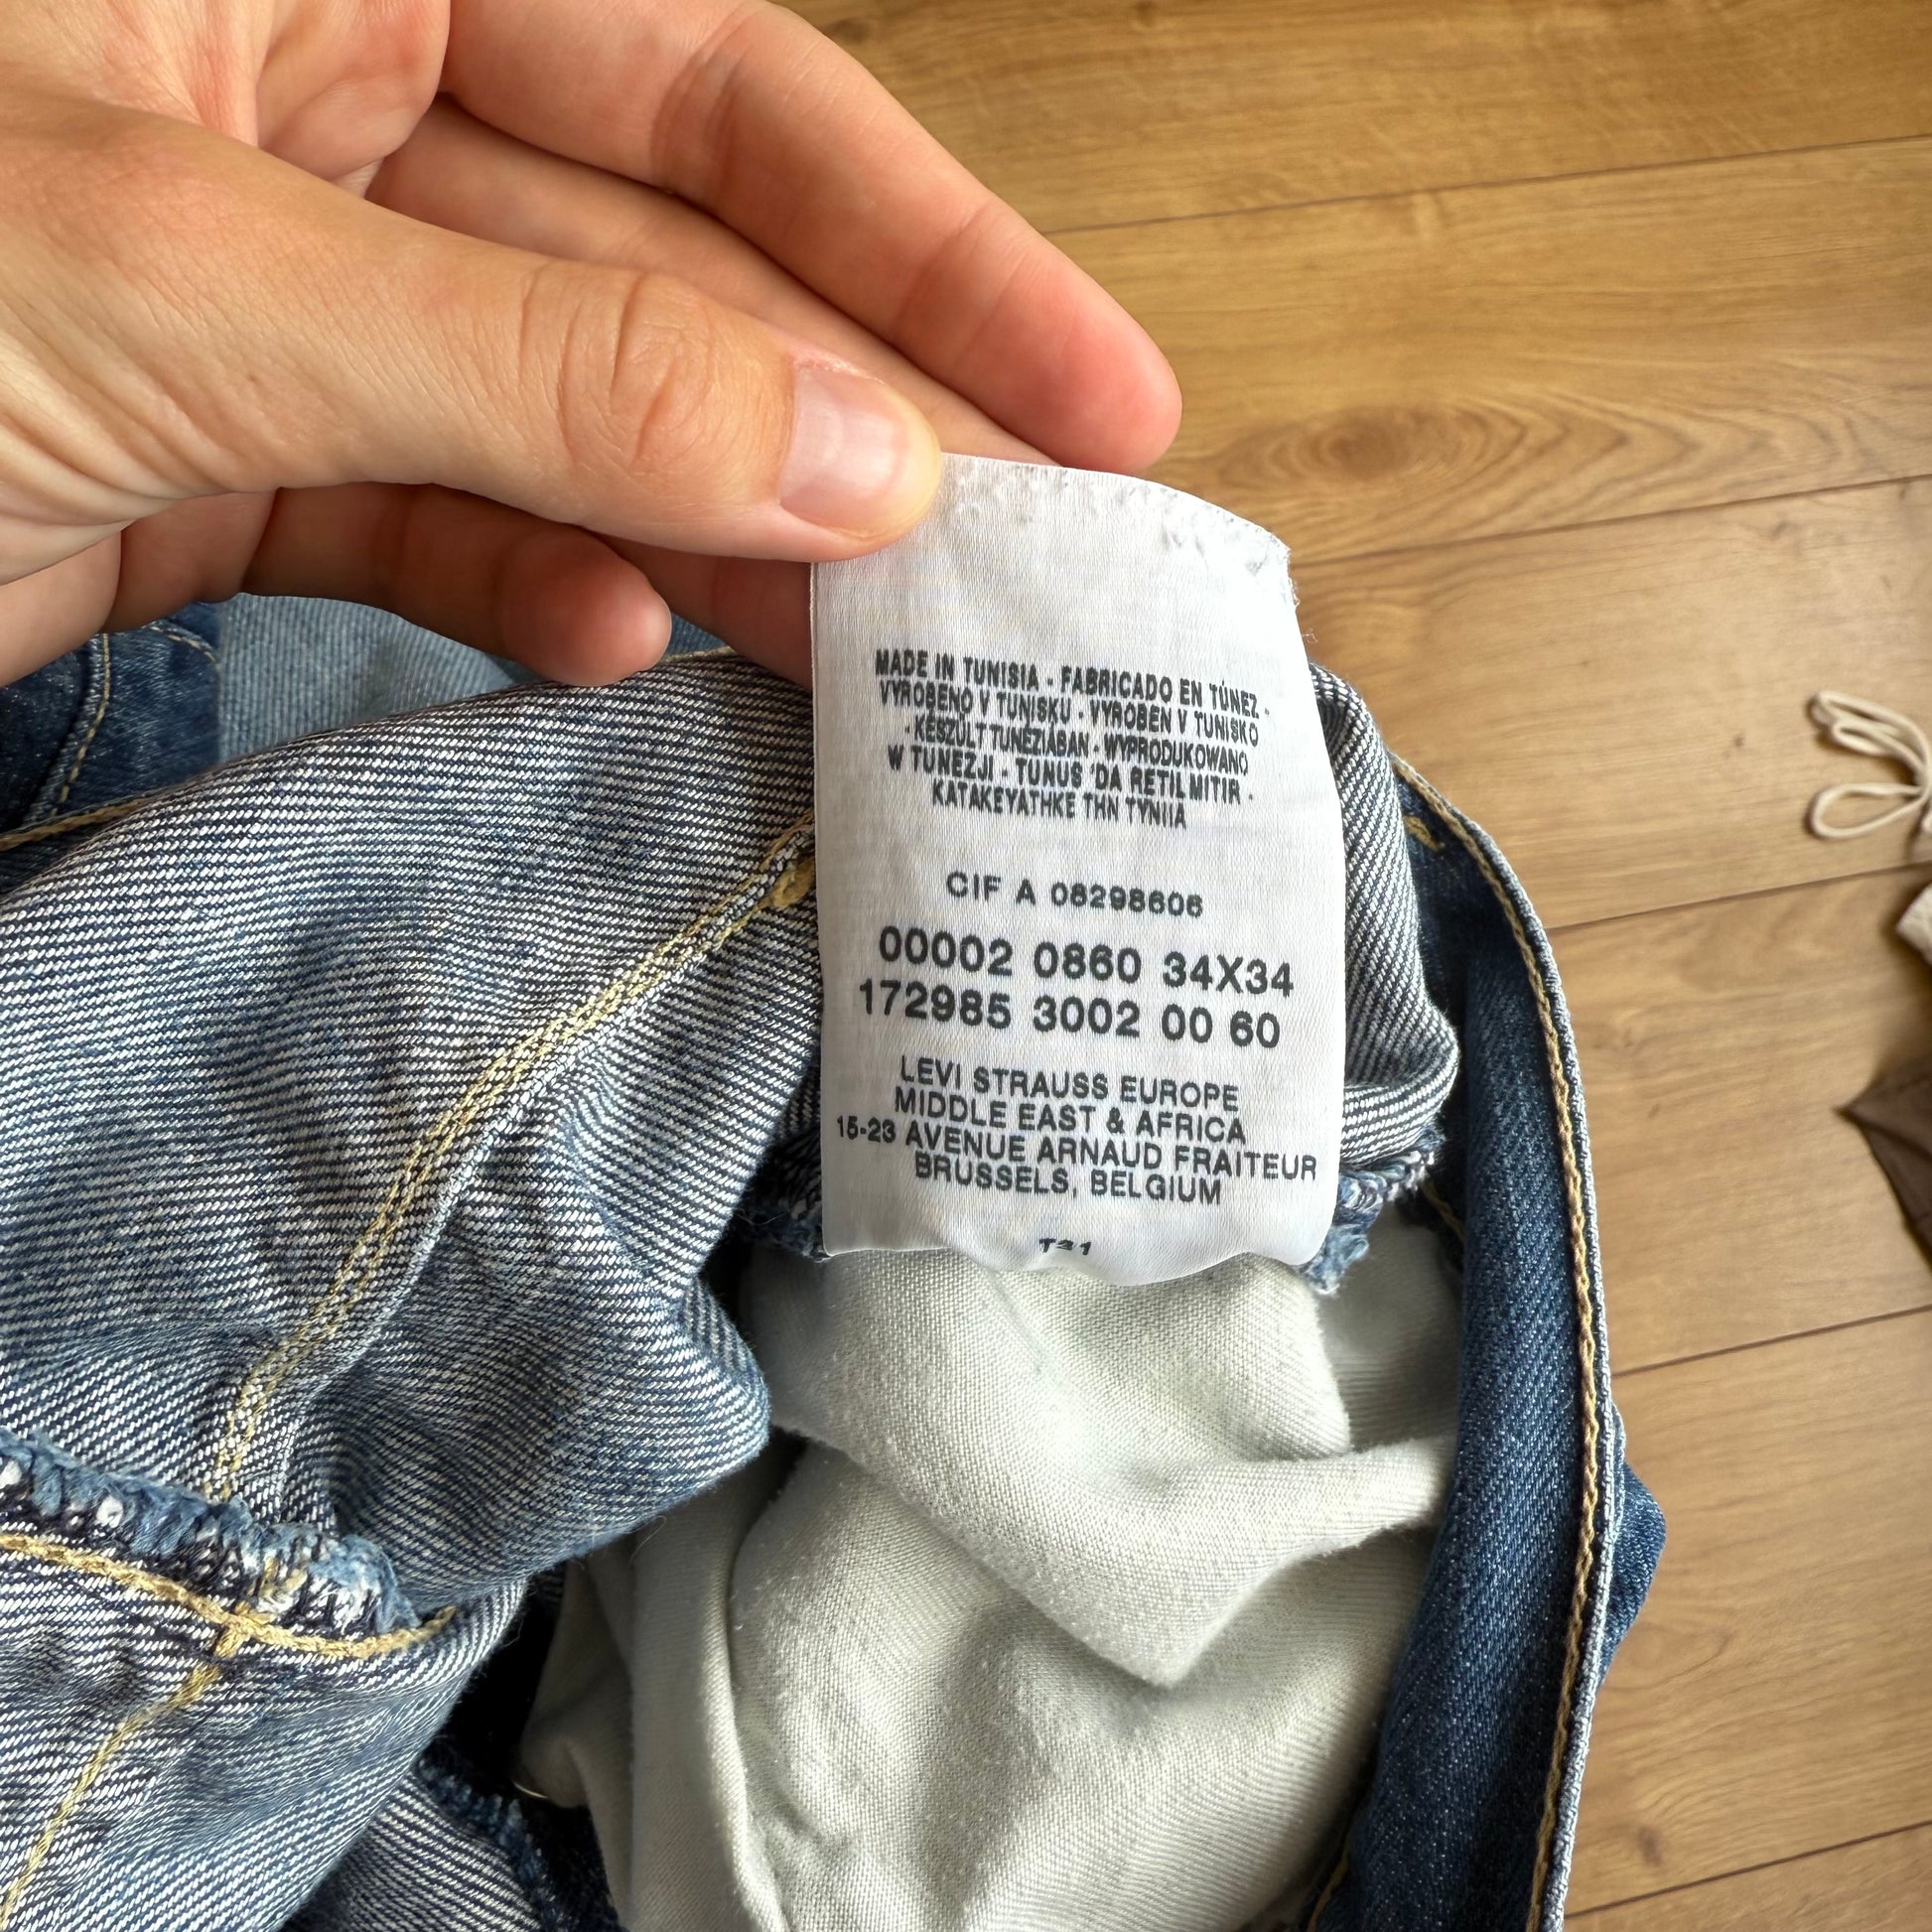 MADE IN TUNISIA - FABRICADO EN TÚNEZ -
VYROBENO V TUNISKU - VYROBEN V TUNISKO
- KÉSZÜLT TUNÉZIÁBAN - WYPRODUKOWANO
W TUNEZJI - TUNUS 'DA RETILMITIR -
KATAKEYATHKE THN TYNIIA
CIF A 08298606
00002 0860 34X34
172985 3002 00 60
LEVI STRAUSS EUROPE
MIDDLE EAST & AFRICA
15-23 AVENUE ARNAUD FRAITEUR
BRUSSELS, BELGIUM